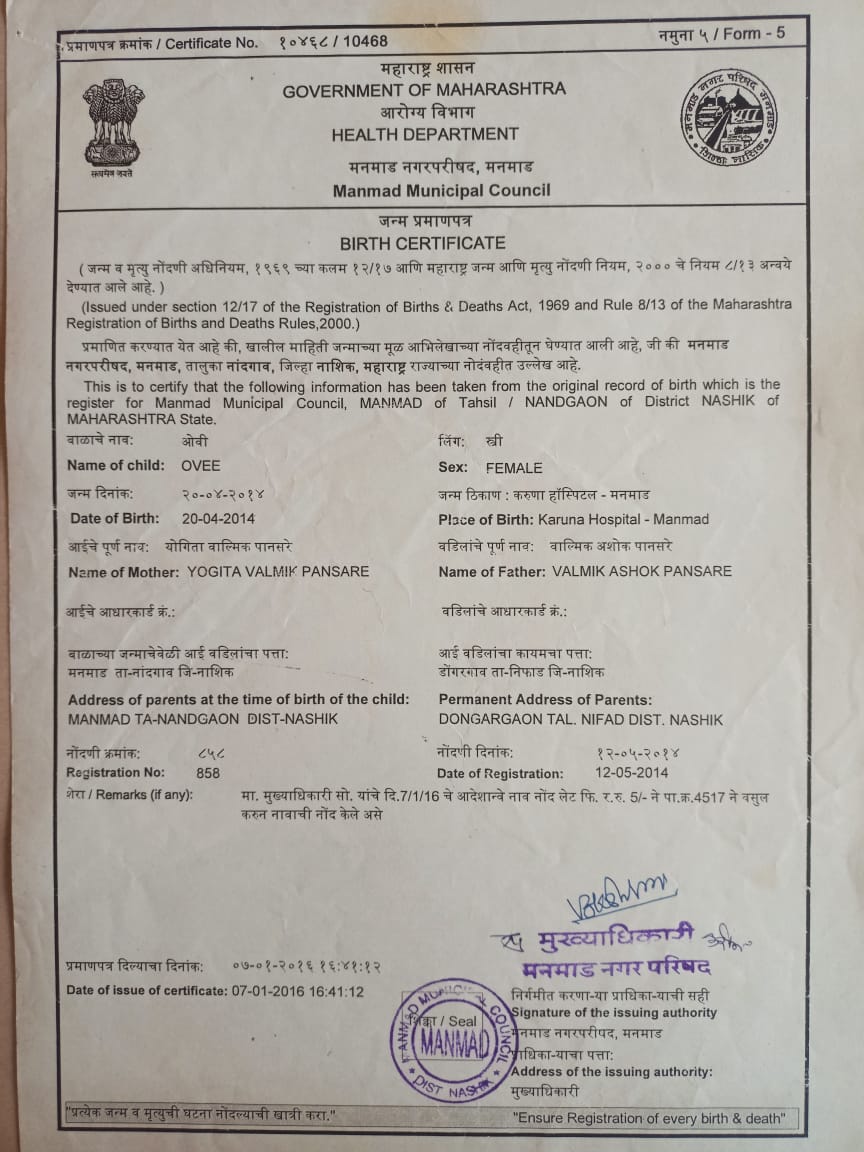 प्रमाणपत्र क्रमांक / Certificate No. १०४६८ / 10468
नमुना ५ / Form - 5
महाराष्ट्र शासन
GOVERNMENT OF MAHARASHTRA
आरोग्य विभाग
HEALTH DEPARTMENT
मनमाड नगरपरीषद, मनमाड
Manmad Municipal Council
सत्यमेव जयते
मनमाड नगर परिषद मनमाड
जिल्हा नाशिक
जन्म प्रमाणपत्र
BIRTH CERTIFICATE
( जन्म व मृत्यु नोंदणी अधिनियम, १९६९ च्या कलम १२/१७ आणि महाराष्ट्र जन्म आणि मृत्यु नोंदणी नियम, २००० चे नियम ८/१३ अन्वये
देण्यात आले आहे. )
(Issued under section 12/17 of the Registration of Births & Deaths Act, 1969 and Rule 8/13 of the Maharashtra
Registration of Births and Deaths Rules,2000.)
प्रमाणित करण्यात येत आहे की, खालील माहिती जन्माच्या मूळ आभिलेखाच्या नोंदवहीतून घेण्यात आली आहे, जी की मनमाड
नगरपरीषद, मनमाड, तालुका नांदगाव, जिल्हा नाशिक, महाराष्ट्र राज्याच्या नोदंवहीत उल्लेख आहे.
This is to certify that the following information has been taken from the original record of birth which is the
register for Manmad Municipal Council, MANMAD of Tahsil / NANDGAON of District NASHIK of
MAHARASHTRA State.
बाळाचे नाव: ओवी लिंग: स्त्री
Name of child: OVEE Sex: FEMALE
जन्म दिनांक: २०-०४-२०१४ जन्म ठिकाण : करुणा हॉस्पिटल - मनमाड
Date of Birth: 20-04-2014 Place of Birth: Karuna Hospital - Manmad
आईचे पूर्ण नाव: योगिता वाल्मिक पानसरे वडिलांचे पूर्ण नाव: वाल्मिक अशोक पानसरे
Name of Mother: YOGITA VALMIK PANSARE Name of Father: VALMIK ASHOK PANSARE
आईचे आधारकार्ड क्रं.: वडिलांचे आधारकार्ड क्रं.:
बाळाच्या जन्माचेवेळी आई वडिलांचा पत्ता: आई वडिलांचा कायमचा पत्ता:
मनमाड ता-नांदगाव जि-नाशिक डोंगरगाव ता-निफाड जि-नाशिक
Address of parents at the time of birth of the child: Permanent Address of Parents:
MANMAD TA-NANDGAON DIST-NASHIK DONGARGAON TAL. NIFAD DIST. NASHIK
नोंदणी क्रमांक: ८५८ नोंदणी दिनांक: १२-०५-२०१४
Registration No: 858 Date of Registration: 12-05-2014
शेरा / Remarks (if any): मा. मुख्याधिकारी सो. यांचे दि.7/1/16 चे आदेशान्वे नाव नोंद लेट फि. र.रु. 5/- ने पा.क्र.4517 ने वसुल
करुन नावाची नोंद केले असे
मुख्याधिकारी
मनमाड नगर परिषद
प्रमाणपत्र दिल्याचा दिनांक: ०७-०१-२०१६ १६:४१:१२
Date of issue of certificate: 07-01-2016 16:41:12
निर्गमीत करणा-या प्राधिका-याची सही
शिक्का / Seal
Signature of the issuing authority
MANMAD MUNICIPAL COUNCIL
MANMAD
DIST NASHIK
मनमाड नगरपरीषद, मनमाड
प्राधिका-याचा पत्ता:
Address of the issuing authority:
मुख्याधिकारी
"प्रत्येक जन्म व मृत्युची घटना नोंदल्याची खात्री करा." "Ensure Registration of every birth & death"